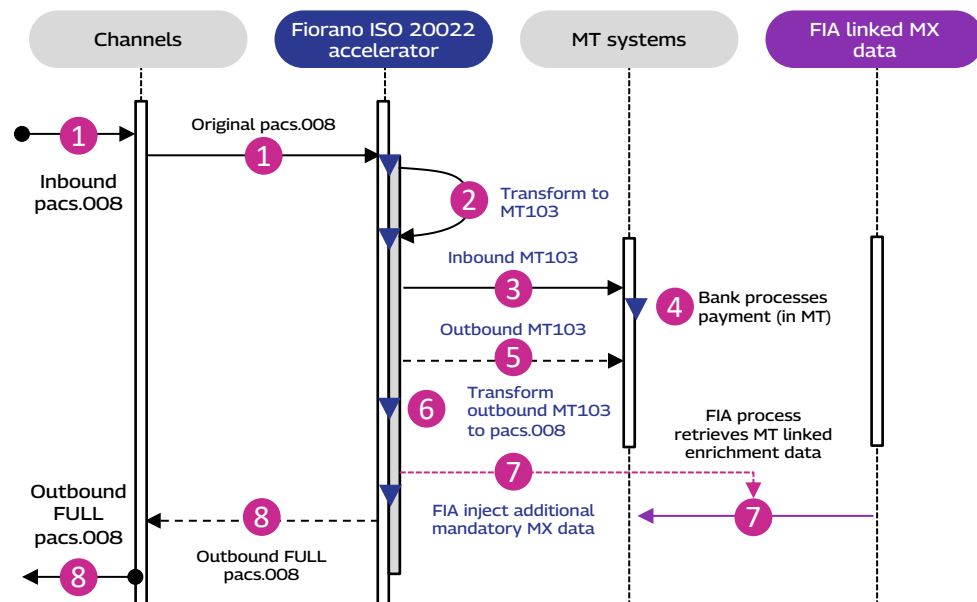 Channels
Fiorano ISO 20022
accelerator
MT systems
FIA linked MX
data
1
Inbound
pacs.008
Original pacs.008
1
2
Transform to
MT103
Inbound MT103
3
4
Bank processes
payment (in MT)
Outbound MT103
5
6
Transform
outbound MT103
to pacs.008
FIA process
retrieves MT linked
enrichment data
7
FIA inject additional
mandatory MX data
7
8
Outbound FULL
pacs.008
Outbound
FULL
pacs.008
8